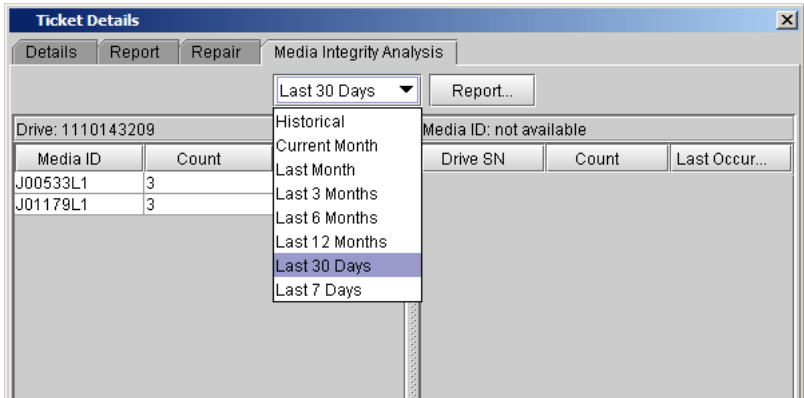 Ticket Details
Details Report Repair Media Integrity Analysis
Last 30 Days Report...
Drive: 1110143209 Media ID: not available
Media ID Count Drive SN Count Last Occur...
J00533L1 3
J01179L1 3
Historical
Current Month
Last Month
Last 3 Months
Last 6 Months
Last 12 Months
Last 30 Days
Last 7 Days